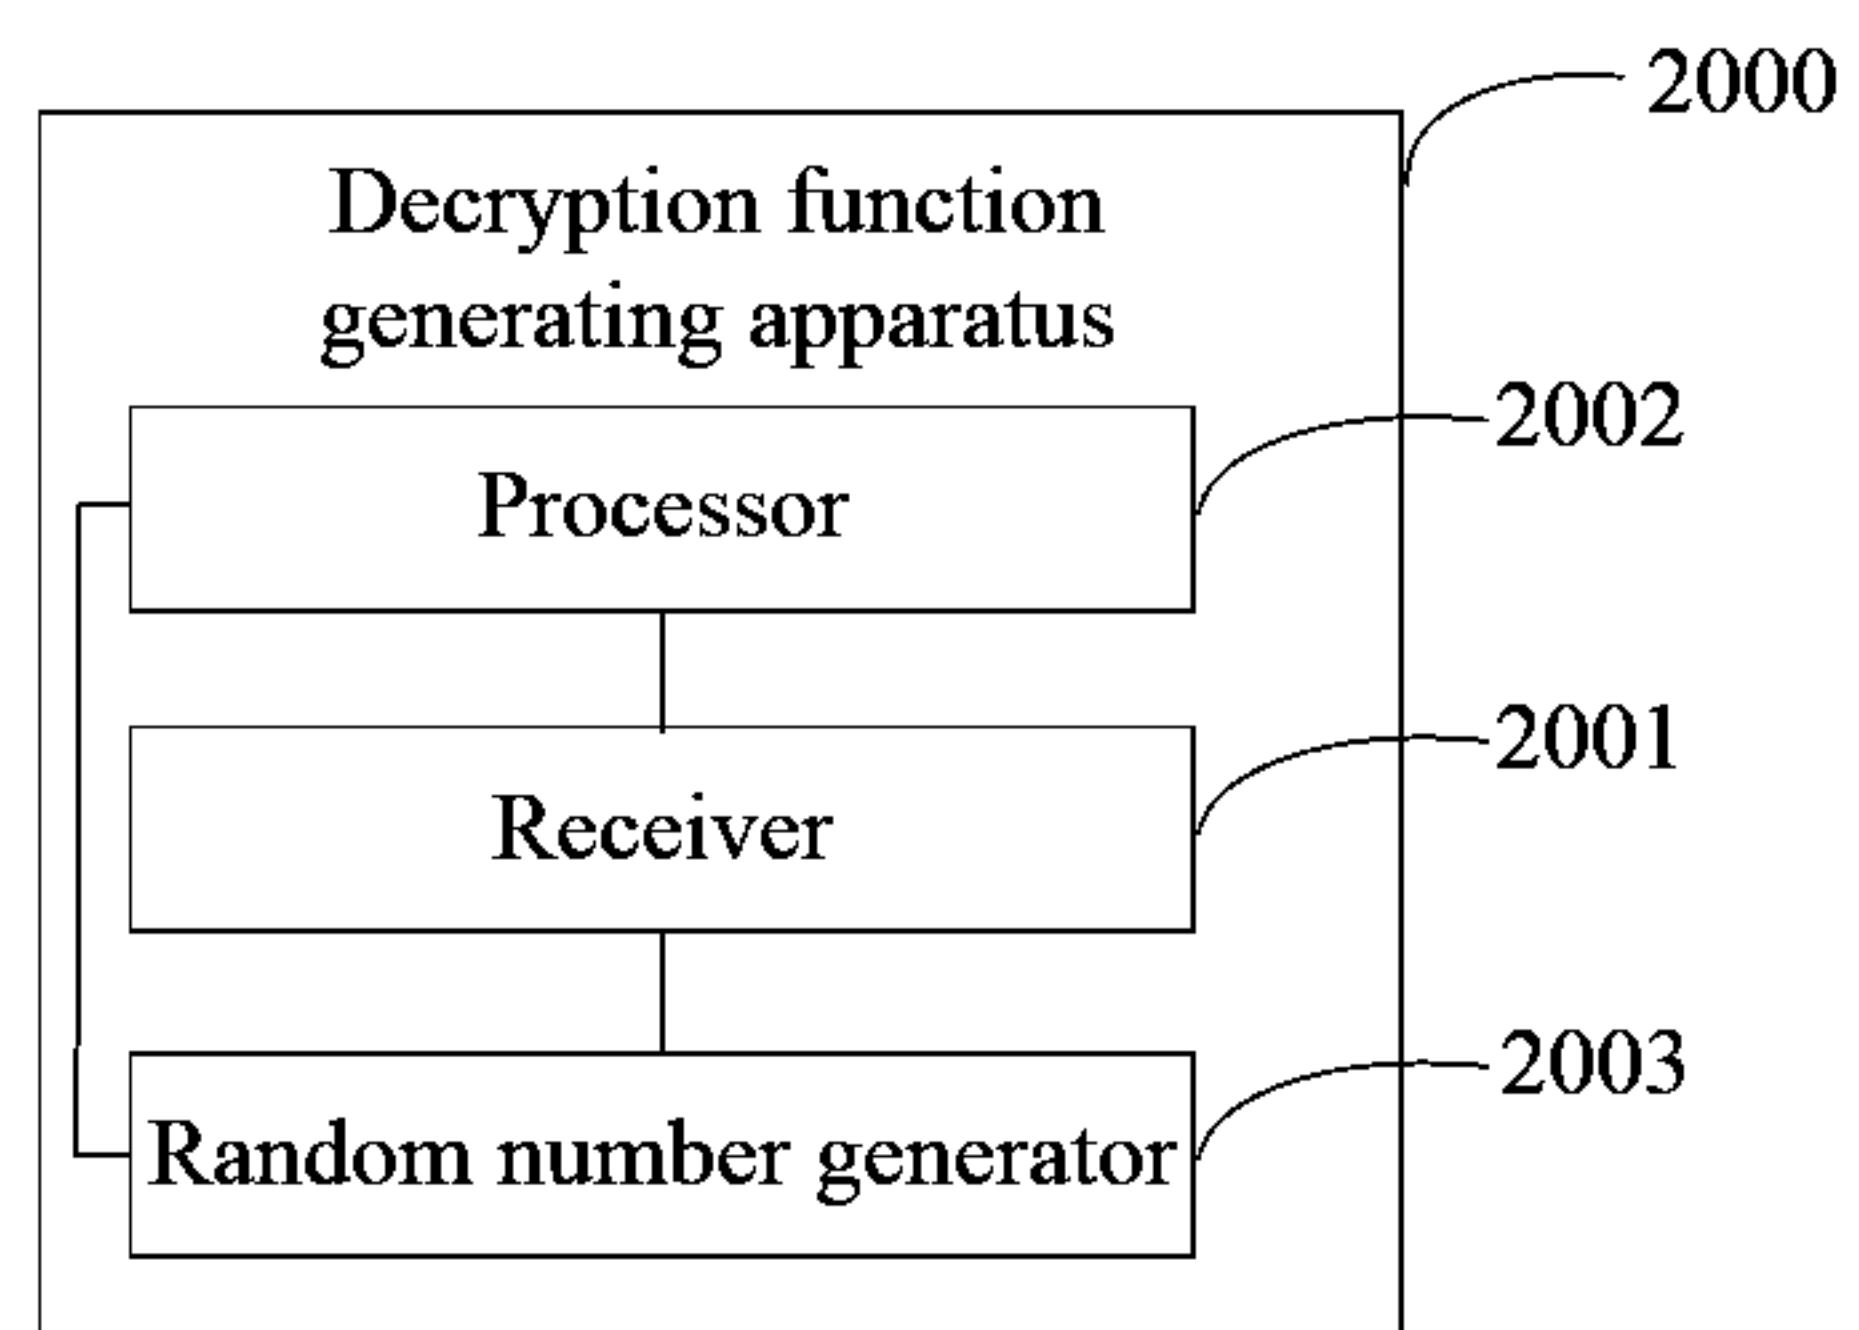 2000
Decryption function
generating apparatus
2002
Processor
2001
Receiver
2003
Random number generator